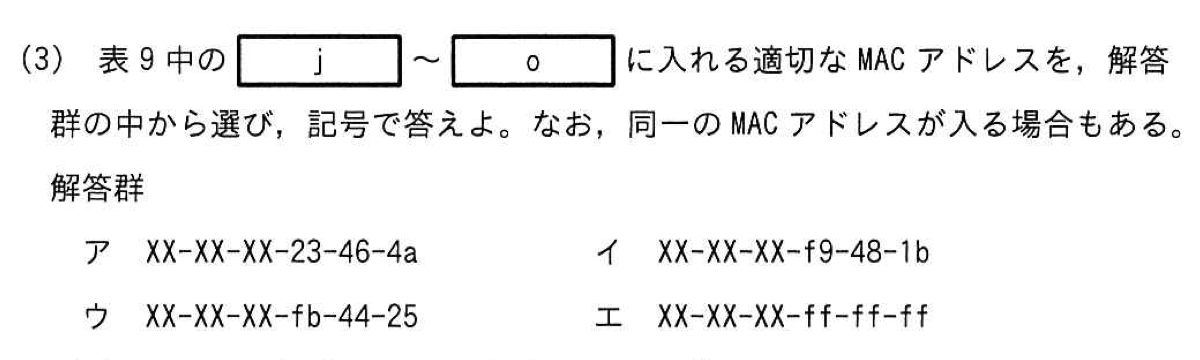 (3) 表9中の j ～ o に入れる適切な MAC アドレスを，解答
群の中から選び，記号で答えよ。なお，同一の MAC アドレスが入る場合もある。
解答群
ア XX-XX-XX-23-46-4a イ XX-XX-XX-f9-48-1b
ウ XX-XX-XX-fb-44-25 エ XX-XX-XX-ff-ff-ff